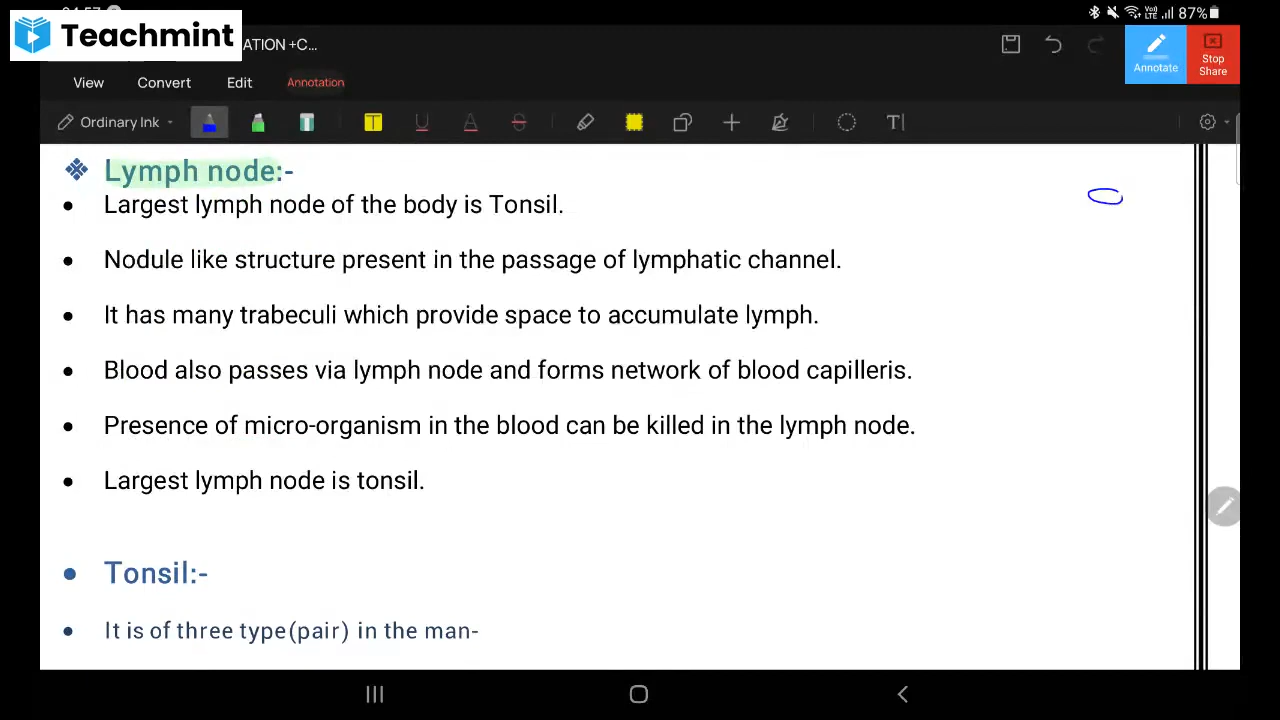 Teachmint
ATION +C...
87%
View Convert Edit Annotation
Annotate
Stop
Share
Ordinary Ink
Lymph node:-
Largest lymph node of the body is Tonsil.
Nodule like structure present in the passage of lymphatic channel.
It has many trabeculi which provide space to accumulate lymph.
Blood also passes via lymph node and forms network of blood capilleris.
Presence of micro-organism in the blood can be killed in the lymph node.
Largest lymph node is tonsil.
Tonsil:-
It is of three type(pair) in the man-